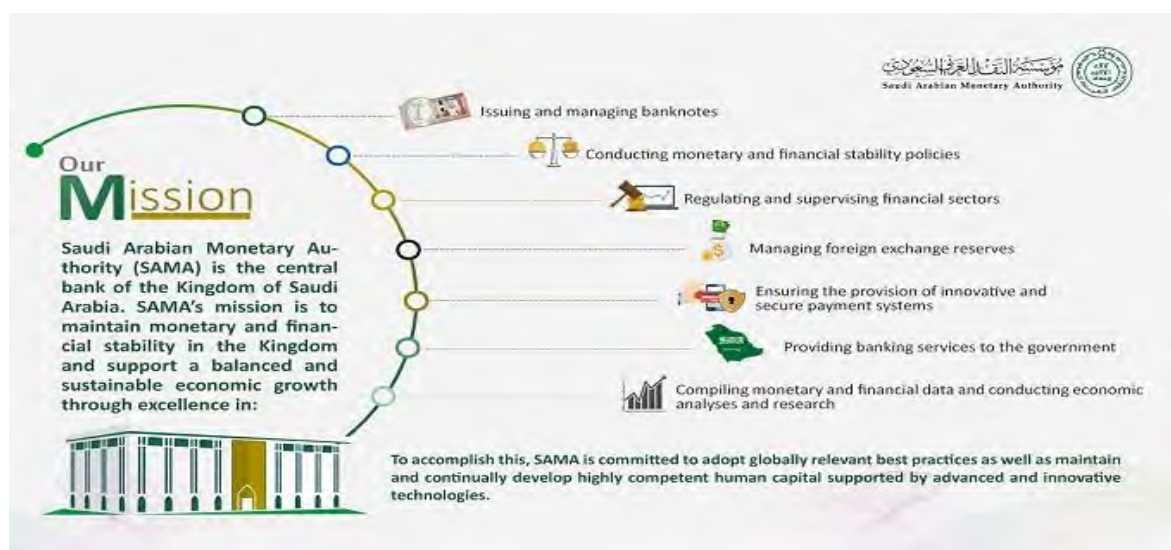 مؤسسة النقد العربي السعودي
Saudi Arabian Monetary Authority
Our
Mission
Saudi Arabian Monetary Au-
thority (SAMA) is the central
bank of the Kingdom of Saudi
Arabia. SAMA's mission is to
maintain monetary and finan-
cial stability in the Kingdom
and support a balanced and
sustainable economic growth
through excellence in:
Issuing and managing banknotes
Conducting monetary and financial stability policies
Regulating and supervising financial sectors
Managing foreign exchange reserves
Ensuring the provision of innovative and
secure payment systems
Providing banking services to the government
Compiling monetary and financial data and conducting economic
analyses and research
To accomplish this, SAMA is committed to adopt globally relevant best practices as well as maintain
and continually develop highly competent human capital supported by advanced and innovative
technologies.